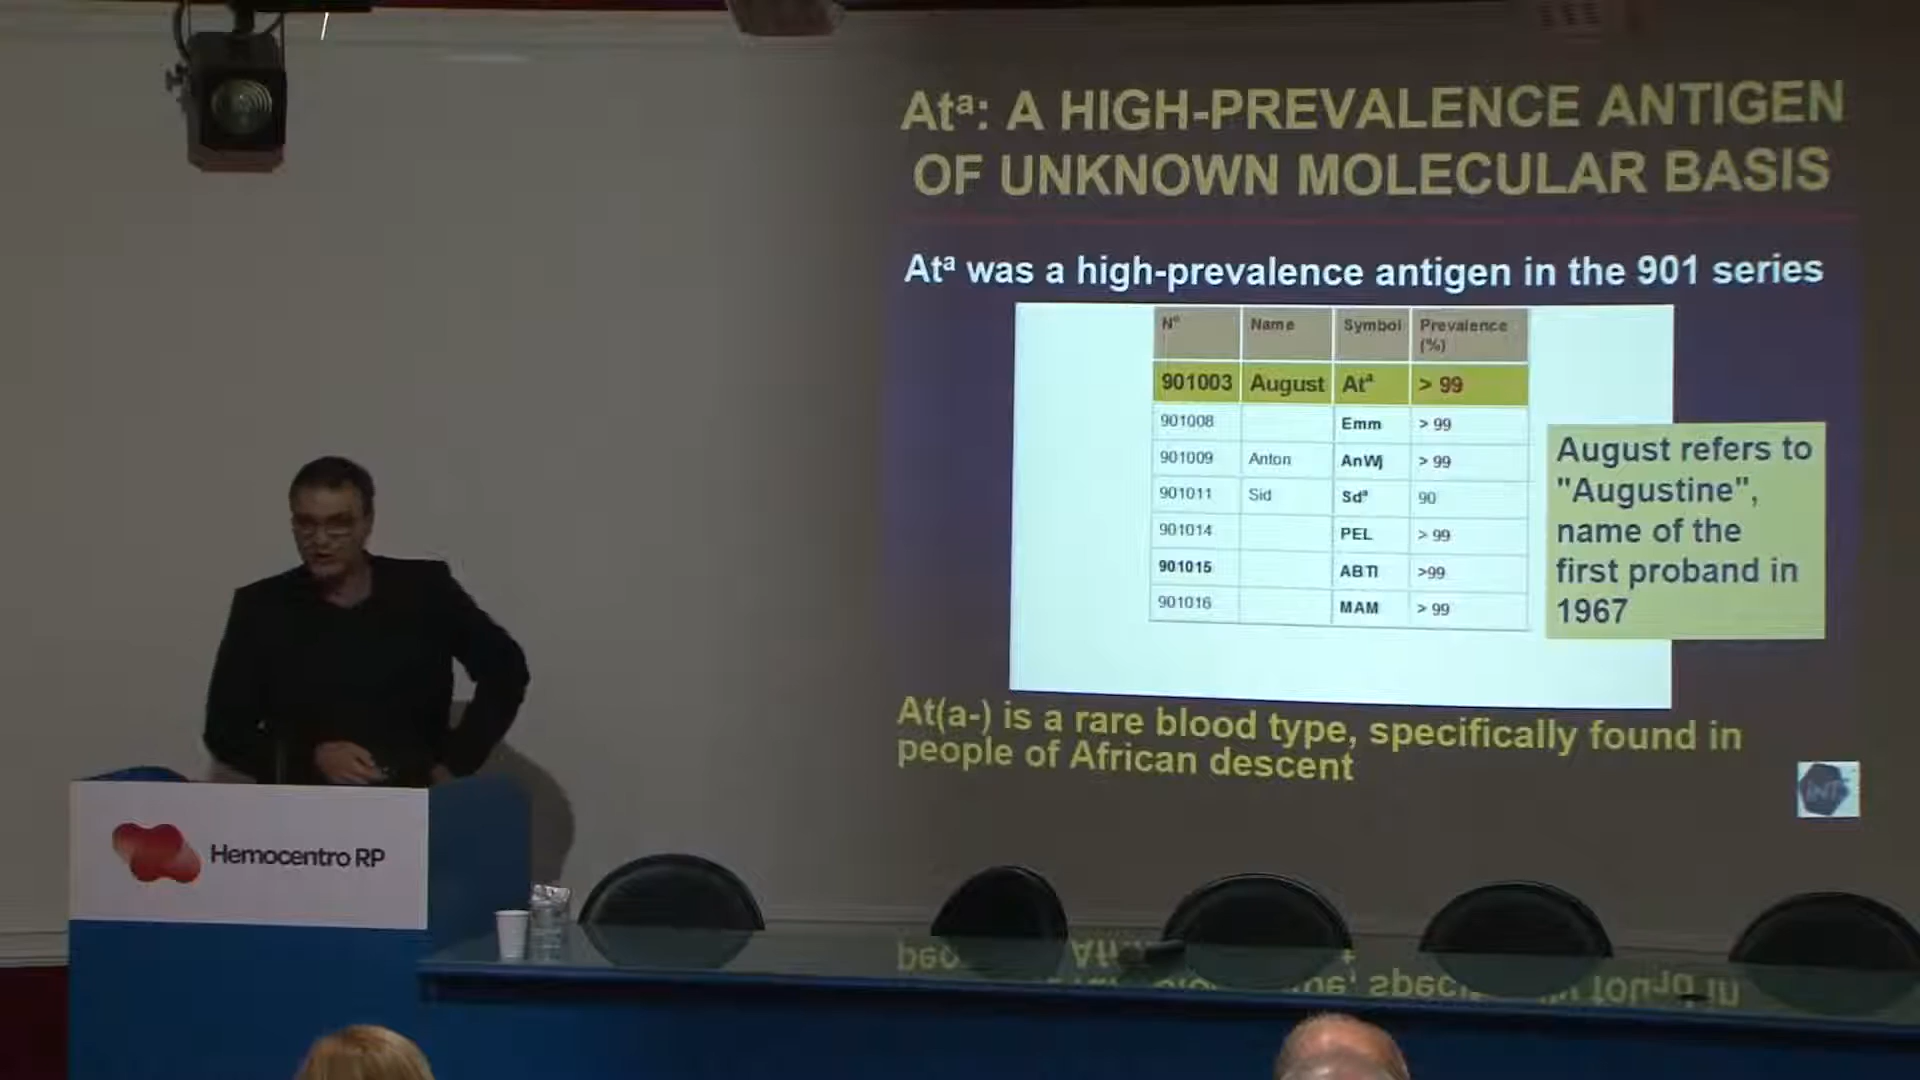 Atª: A HIGH-PREVALENCE ANTIGEN
OF UNKNOWN MOLECULAR BASIS
Atª was a high-prevalence antigen in the 901 series
Nº Name Symbol Prevalence (%)
901003 August Atª > 99
901008 Emm > 99
901009 Anton AnWj > 99
901011 Sid Sdª 90
901014 PEL > 99
901015 ABTI >99
901016 MAM > 99
August refers to
"Augustine",
name of the
first proband in
1967
At(a-) is a rare blood type, specifically found in
people of African descent
INTS
Hemocentro RP